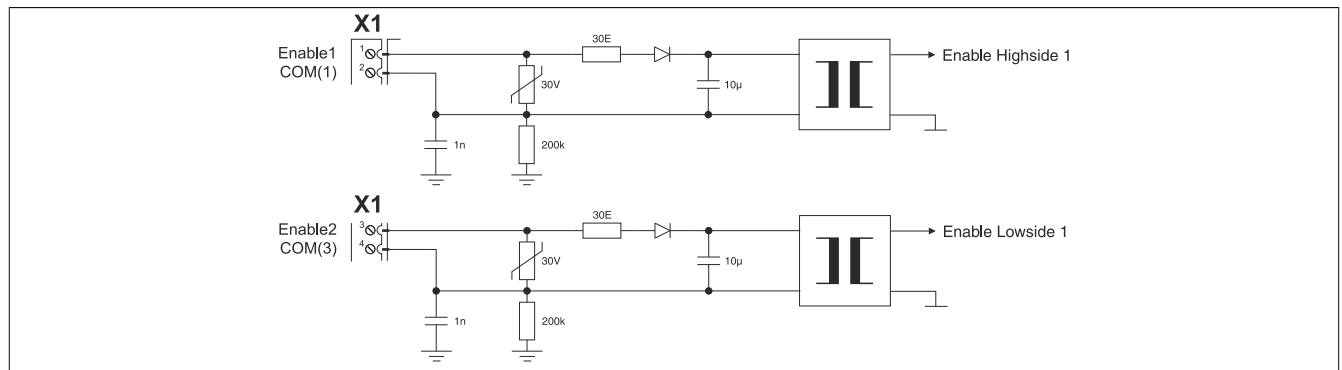 X1
30E
Enable1
1
Enable Highside 1
COM(1)
2
30V
10µ
1n
200k
X1
30E
Enable2
3
Enable Lowside 1
COM(3)
4
30V
10µ
1n
200k